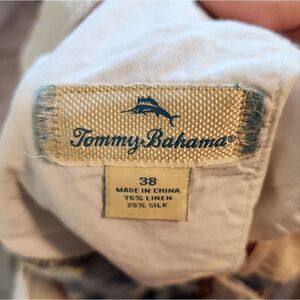 Tommy Bahama®
38
MADE IN CHINA
75% LINEN
25% SILK